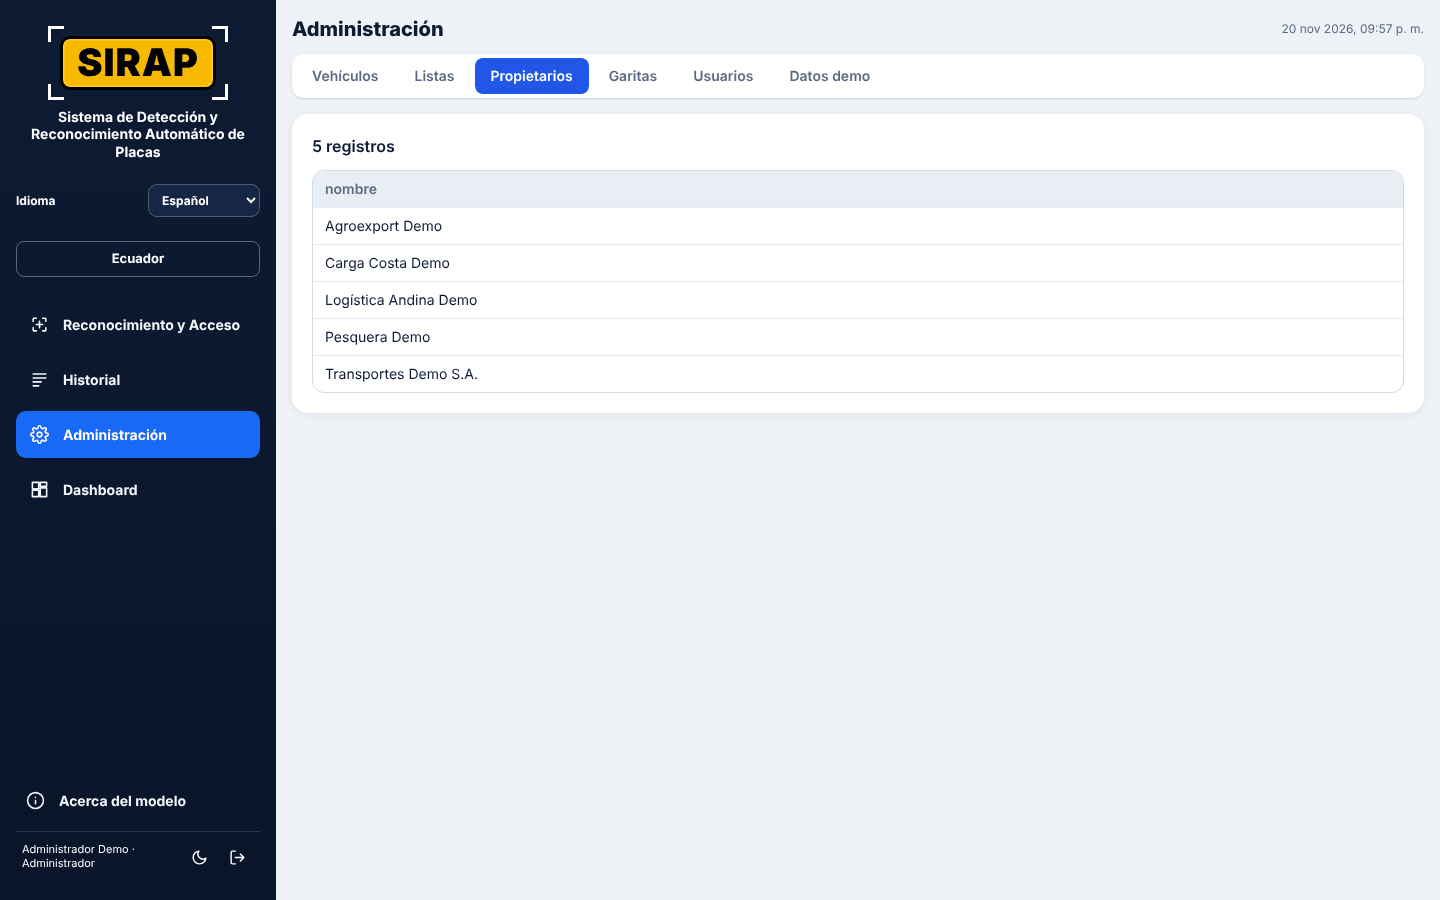 SIRAP
Sistema de Detección y
Reconocimiento Automático de
Placas
Idioma
Español
Ecuador
Reconocimiento y Acceso
Historial
Administración
Dashboard
Acerca del modelo
Administrador Demo ·
Administrador
Administración
20 nov 2026, 09:57 p. m.
Vehículos Listas Propietarios Garitas Usuarios Datos demo
5 registros
nombre
Agroexport Demo
Carga Costa Demo
Logística Andina Demo
Pesquera Demo
Transportes Demo S.A.